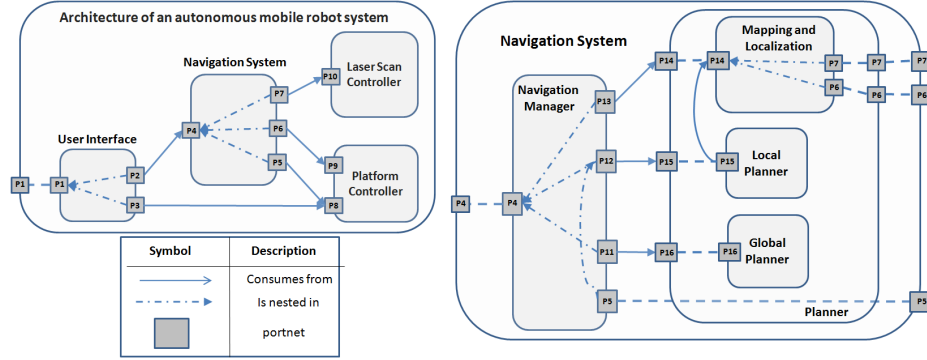 Architecture of an autonomous mobile robot system
Laser Scan
Controller
P10
Navigation System
P7
P4
P6
P5
User Interface
P1
P1
P2
P3
P9
P8
Platform
Controller
Symbol
Description
Consumes from
Is nested in
portnet
Navigation System
Mapping and
Localization
P14
P14
P7
P7
P7
P6
P6
P6
Navigation
Manager
P13
P12
P15
P15
Local
Planner
P4
P4
P11
P16
P16
Global
Planner
P5
P5
Planner